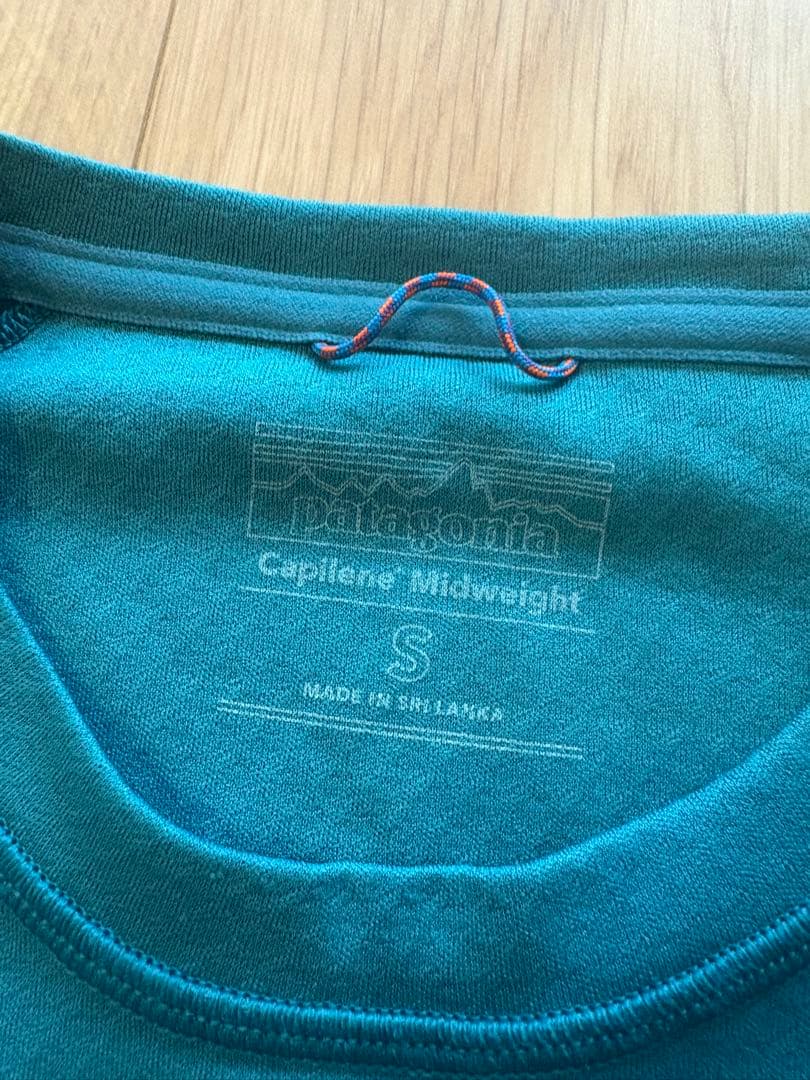 patagonia
Capilene® Midweight
S
MADE IN SRI LANKA